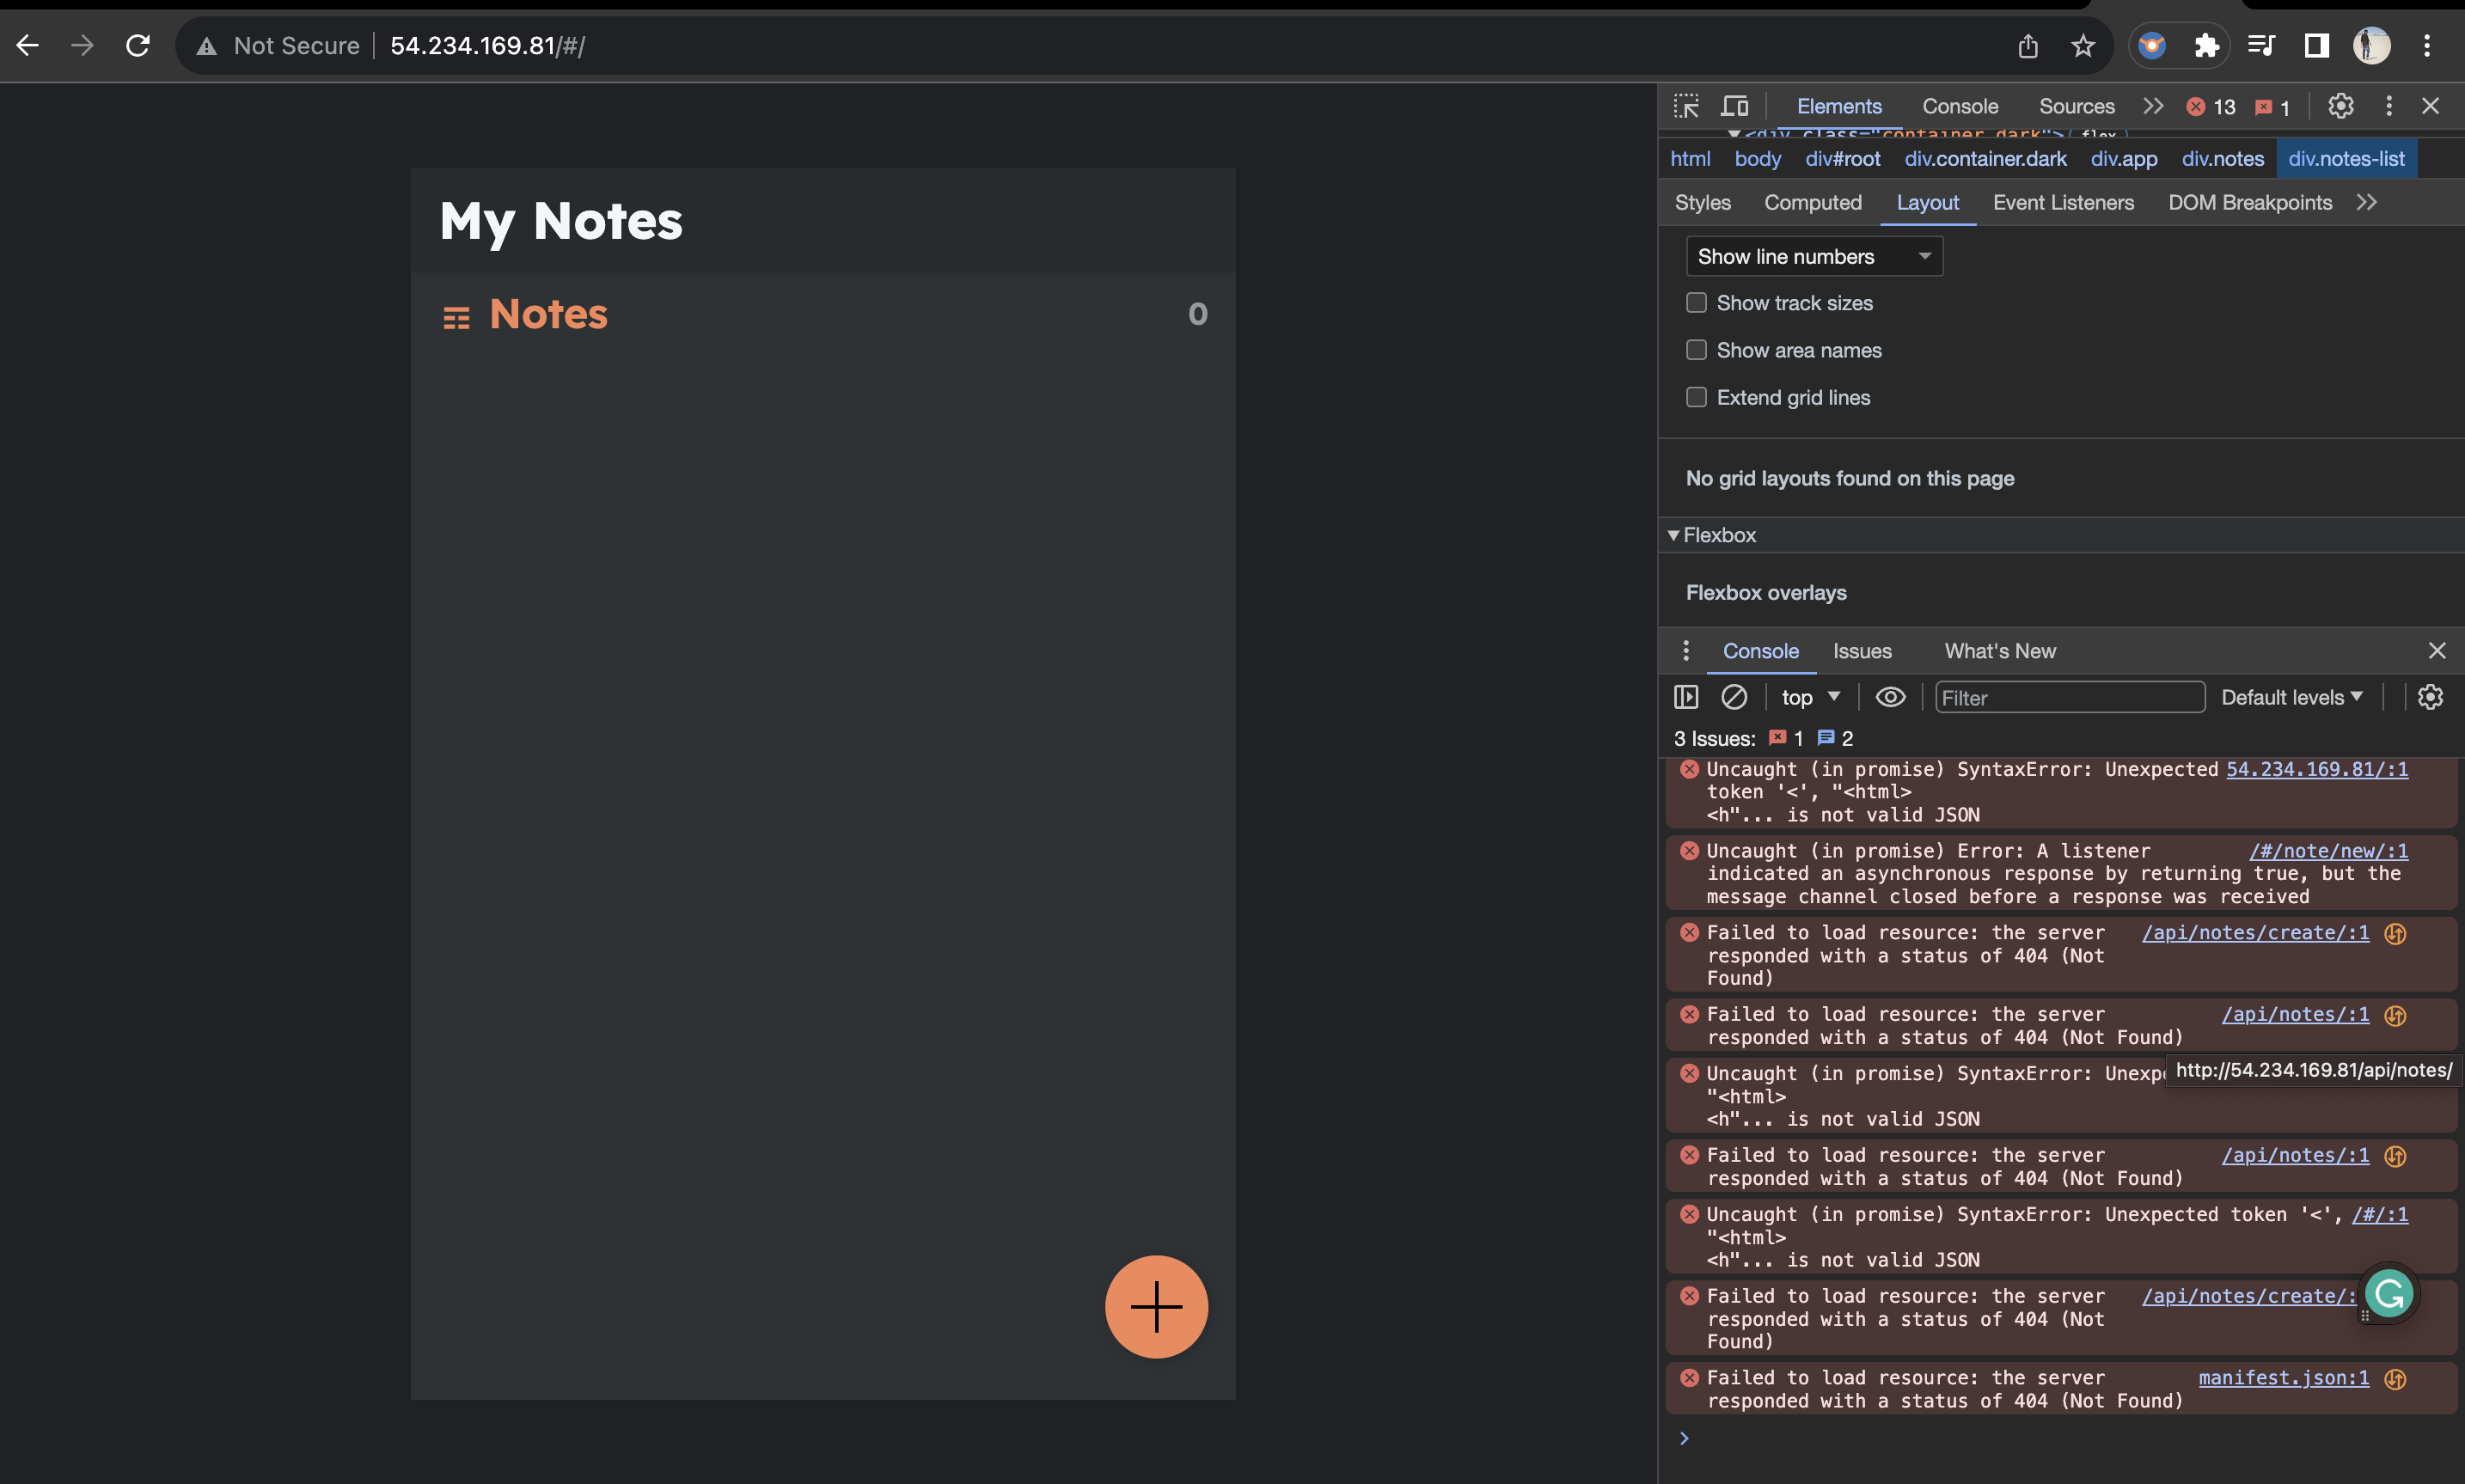 Not Secure 54.234.169.81/#/
My Notes
Notes 0
Elements Console Sources 13 1
html body div#root div.container.dark div.app div.notes div.notes-list
Styles Computed Layout Event Listeners DOM Breakpoints
Show line numbers
Show track sizes
Show area names
Extend grid lines
No grid layouts found on this page
Flexbox
Flexbox overlays
Console Issues What's New
top Filter Default levels
3 Issues: 1 2
Uncaught (in promise) SyntaxError: Unexpected 54.234.169.81/:1
token '<', "<html>
<h"... is not valid JSON
Uncaught (in promise) Error: A listener /#/note/new/:1
indicated an asynchronous response by returning true, but the
message channel closed before a response was received
Failed to load resource: the server /api/notes/create/:1
responded with a status of 404 (Not
Found)
Failed to load resource: the server /api/notes/:1
responded with a status of 404 (Not Found)
Uncaught (in promise) SyntaxError: http://54.234.169.81/api/notes/
"<html>
<h"... is not valid JSON
Failed to load resource: the server /api/notes/:1
responded with a status of 404 (Not Found)
Uncaught (in promise) SyntaxError: Unexpected token '<', /#/:1
"<html>
<h"... is not valid JSON
Failed to load resource: the server /api/notes/create/:
responded with a status of 404 (Not
Found)
Failed to load resource: the server manifest.json:1
responded with a status of 404 (Not Found)